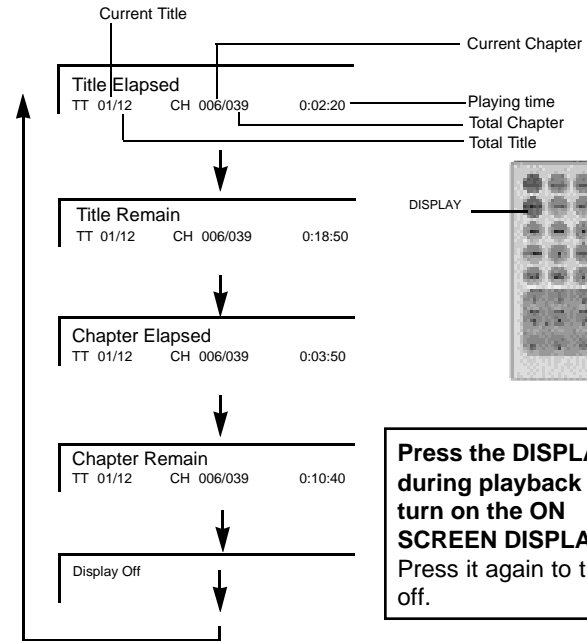 Current Title
Current Chapter
Title Elapsed
TT 01/12 CH 006/039 0:02:20
Playing time
Total Chapter
Total Title
DISPLAY
Title Remain
TT 01/12 CH 006/039 0:18:50
Chapter Elapsed
TT 01/12 CH 006/039 0:03:50
Chapter Remain
TT 01/12 CH 006/039 0:10:40
Display Off
Press the
during playback
turn on the ON
SCREEN
Press it again to
off.